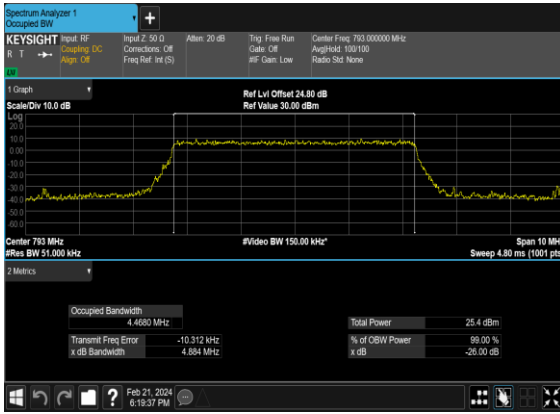 Spectrum Analyzer 1
Occupied BW
+
KEYSIGHT
R T
LXI
Input: RF
Coupling: DC
Align: Off
Input Z: 50 Ω
Corrections: Off
Freq Ref: Int (S)
Atten: 20 dB
Trig: Free Run
Gate: Off
#IF Gain: Low
Center Freq: 793.000000 MHz
Avg|Hold: 100/100
Radio Std: None
1 Graph
Scale/Div 10.0 dB
Ref Lvl Offset 24.80 dB
Ref Value 30.00 dBm
Log
20.0
10.0
0.00
-10.0
-20.0
-30.0
-40.0
-50.0
-60.0
Center 793 MHz
#Res BW 51.000 kHz
#Video BW 150.00 kHz*
Span 10 MH
Sweep 4.80 ms (1001 pts
2 Metrics
Occupied Bandwidth
4.4680 MHz
Transmit Freq Error -10.312 kHz
x dB Bandwidth 4.884 MHz
Total Power 25.4 dBm
% of OBW Power 99.00 %
x dB -26.00 dB
?
Feb 21, 2024
6:19:37 PM